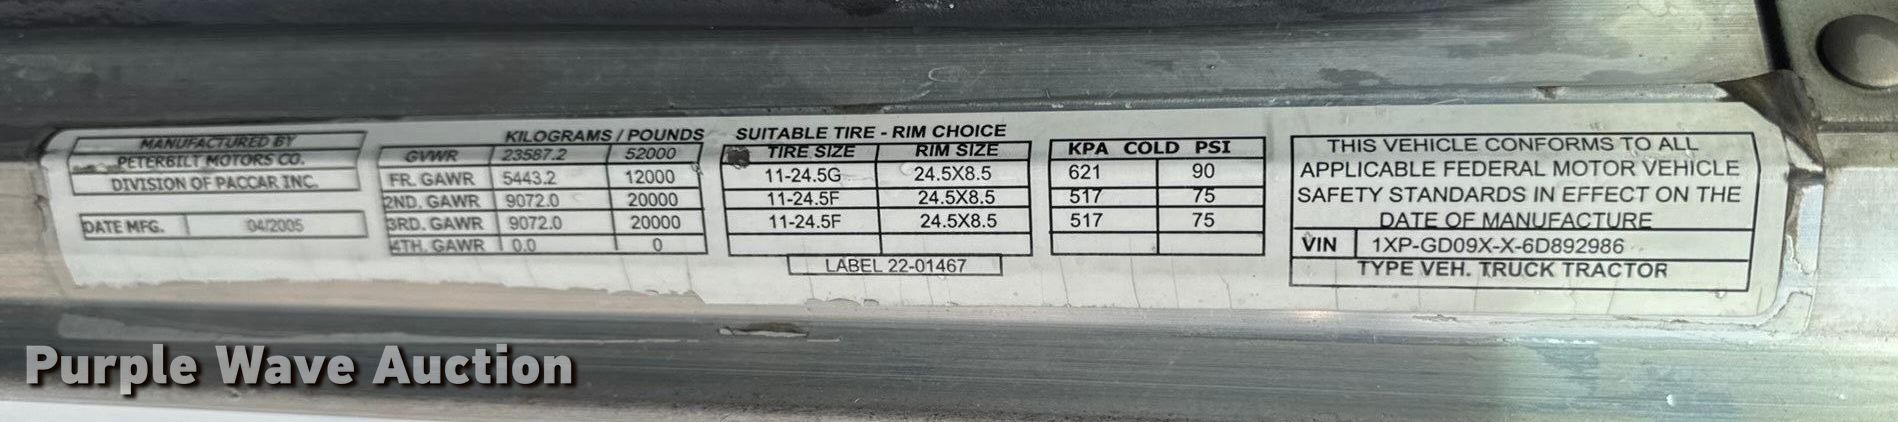 MANUFACTURED BY
PETERBILT MOTORS CO.
DIVISION OF PACCAR INC.
DATE MFG. 04/2005
KILOGRAMS / POUNDS
GVWR 23587.2 52000
FR. GAWR 5443.2 12000
2ND. GAWR 9072.0 20000
3RD. GAWR 9072.0 20000
4TH. GAWR 0.0 0
SUITABLE TIRE - RIM CHOICE
TIRE SIZE RIM SIZE
11-24.5G 24.5X8.5
11-24.5F 24.5X8.5
11-24.5F 24.5X8.5
LABEL 22-01467
KPA COLD PSI
621 90
517 75
517 75
THIS VEHICLE CONFORMS TO ALL
APPLICABLE FEDERAL MOTOR VEHICLE
SAFETY STANDARDS IN EFFECT ON THE
DATE OF MANUFACTURE
VIN 1XP-GD09X-X-6D892986
TYPE VEH. TRUCK TRACTOR
Purple Wave Auction